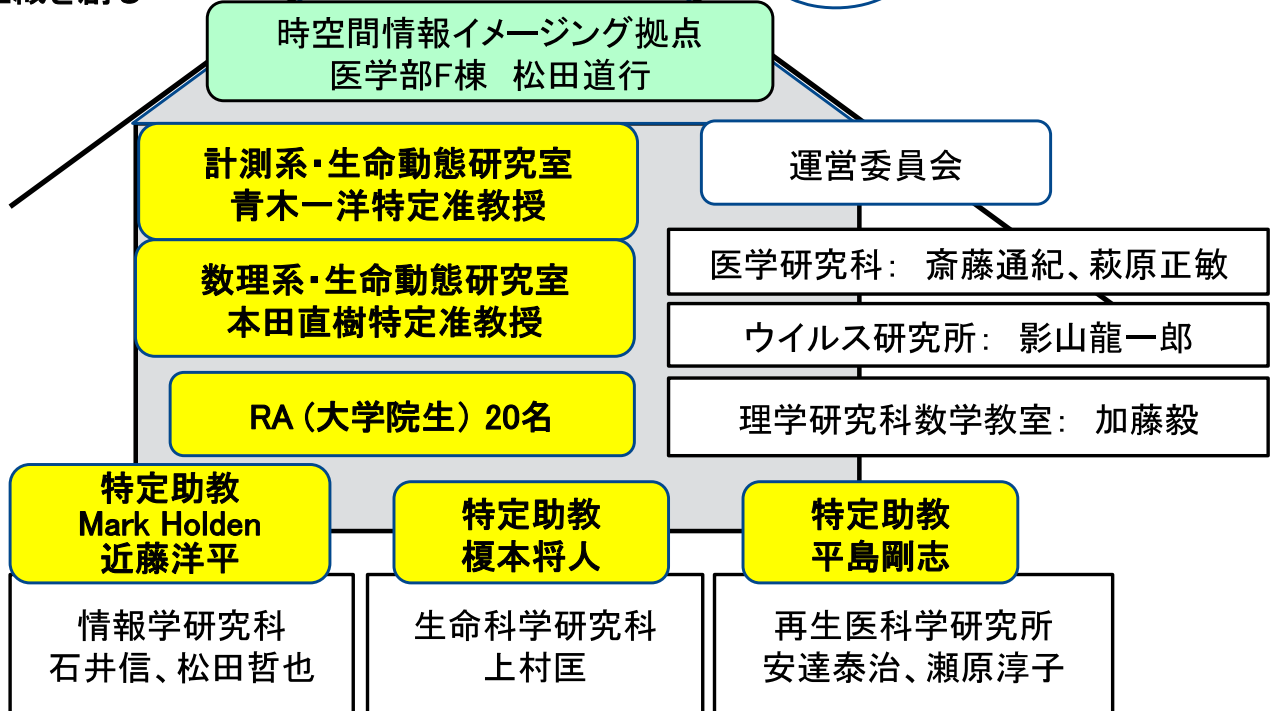 時空間情報イメージング拠点
医学部F棟　松田道行
計測系・生命動態研究室
青木一洋特定准教授
運営委員会
数理系・生命動態研究室
本田直樹特定准教授
医学研究科：　斎藤通紀、萩原正敏
ウイルス研究所：　影山龍一郎
RA（大学院生）20名
理学研究科数学教室：　加藤毅
特定助教
Mark Holden
近藤洋平
特定助教
榎本将人
特定助教
平島剛志
情報学研究科
石井信、松田哲也
生命科学研究科
上村匡
再生医科学研究所
安達泰治、瀬原淳子